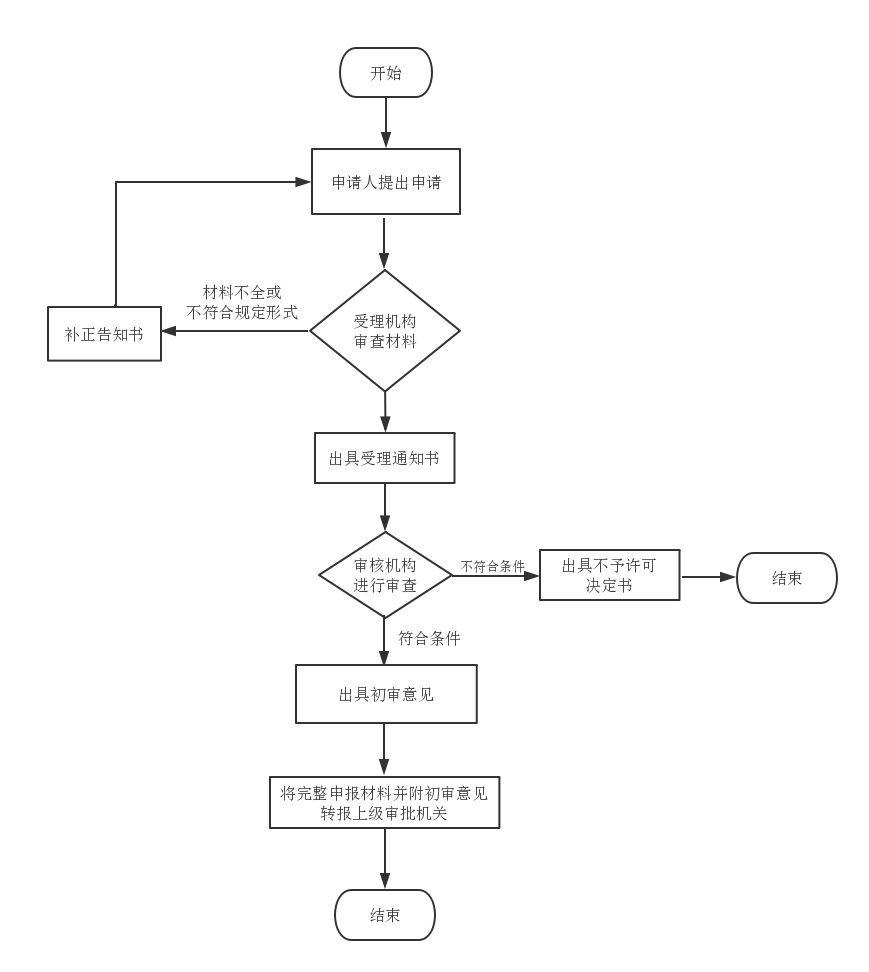 开始
申请人提出申请
材料不全或
不符合规定形式
受理机构
审查材料
补正告知书
出具受理通知书
审核机构
进行审查
不符合条件
出具不予许可
决定书
结束
符合条件
出具初审意见
将完整申报材料并附初审意见
转报上级审批机关
结束